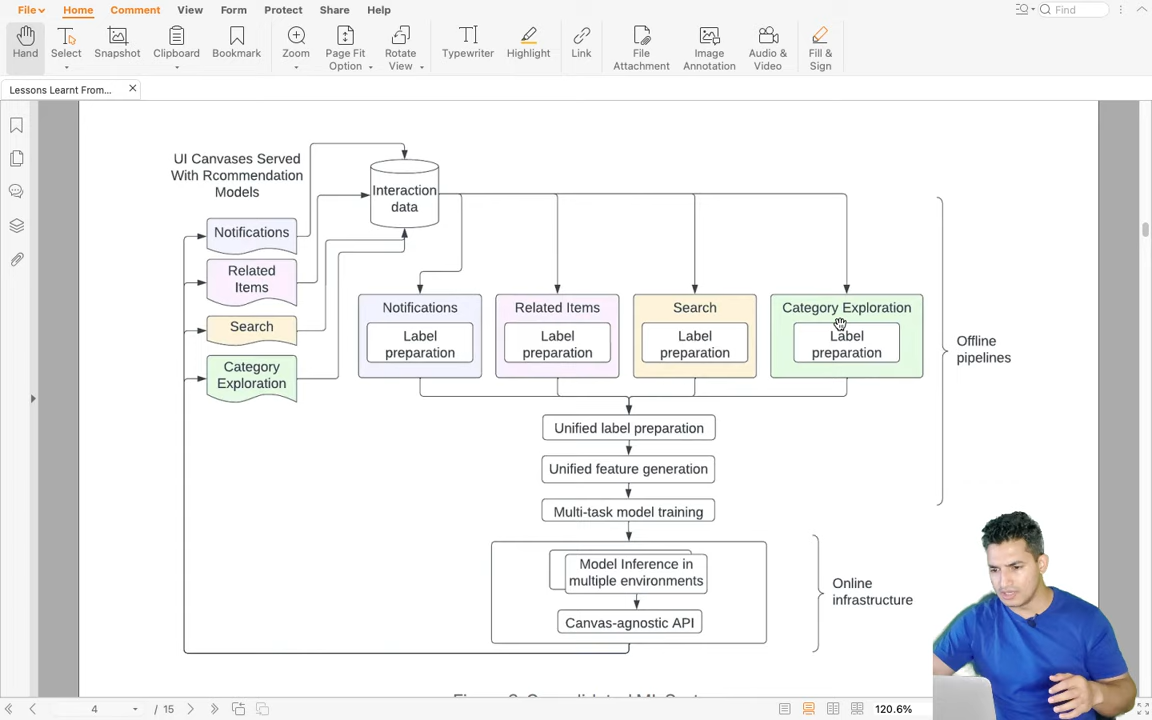 File Home Comment View Form Protect Share Help Find
Hand Select Snapshot Clipboard Bookmark Zoom Page Fit Option Rotate View Typewriter Highlight Link File Attachment Image Annotation Audio & Video Fill & Sign
Lessons Learnt From...
UI Canvases Served
With Rcommendation
Models
Interaction
data
Notifications
Related
Items
Search
Category
Exploration
Notifications
Label
preparation
Related Items
Label
preparation
Search
Label
preparation
Category Exploration
Label
preparation
Offline
pipelines
Unified label preparation
Unified feature generation
Multi-task model training
Model Inference in
multiple environments
Canvas-agnostic API
Online
infrastructure
4 / 15 120.6%